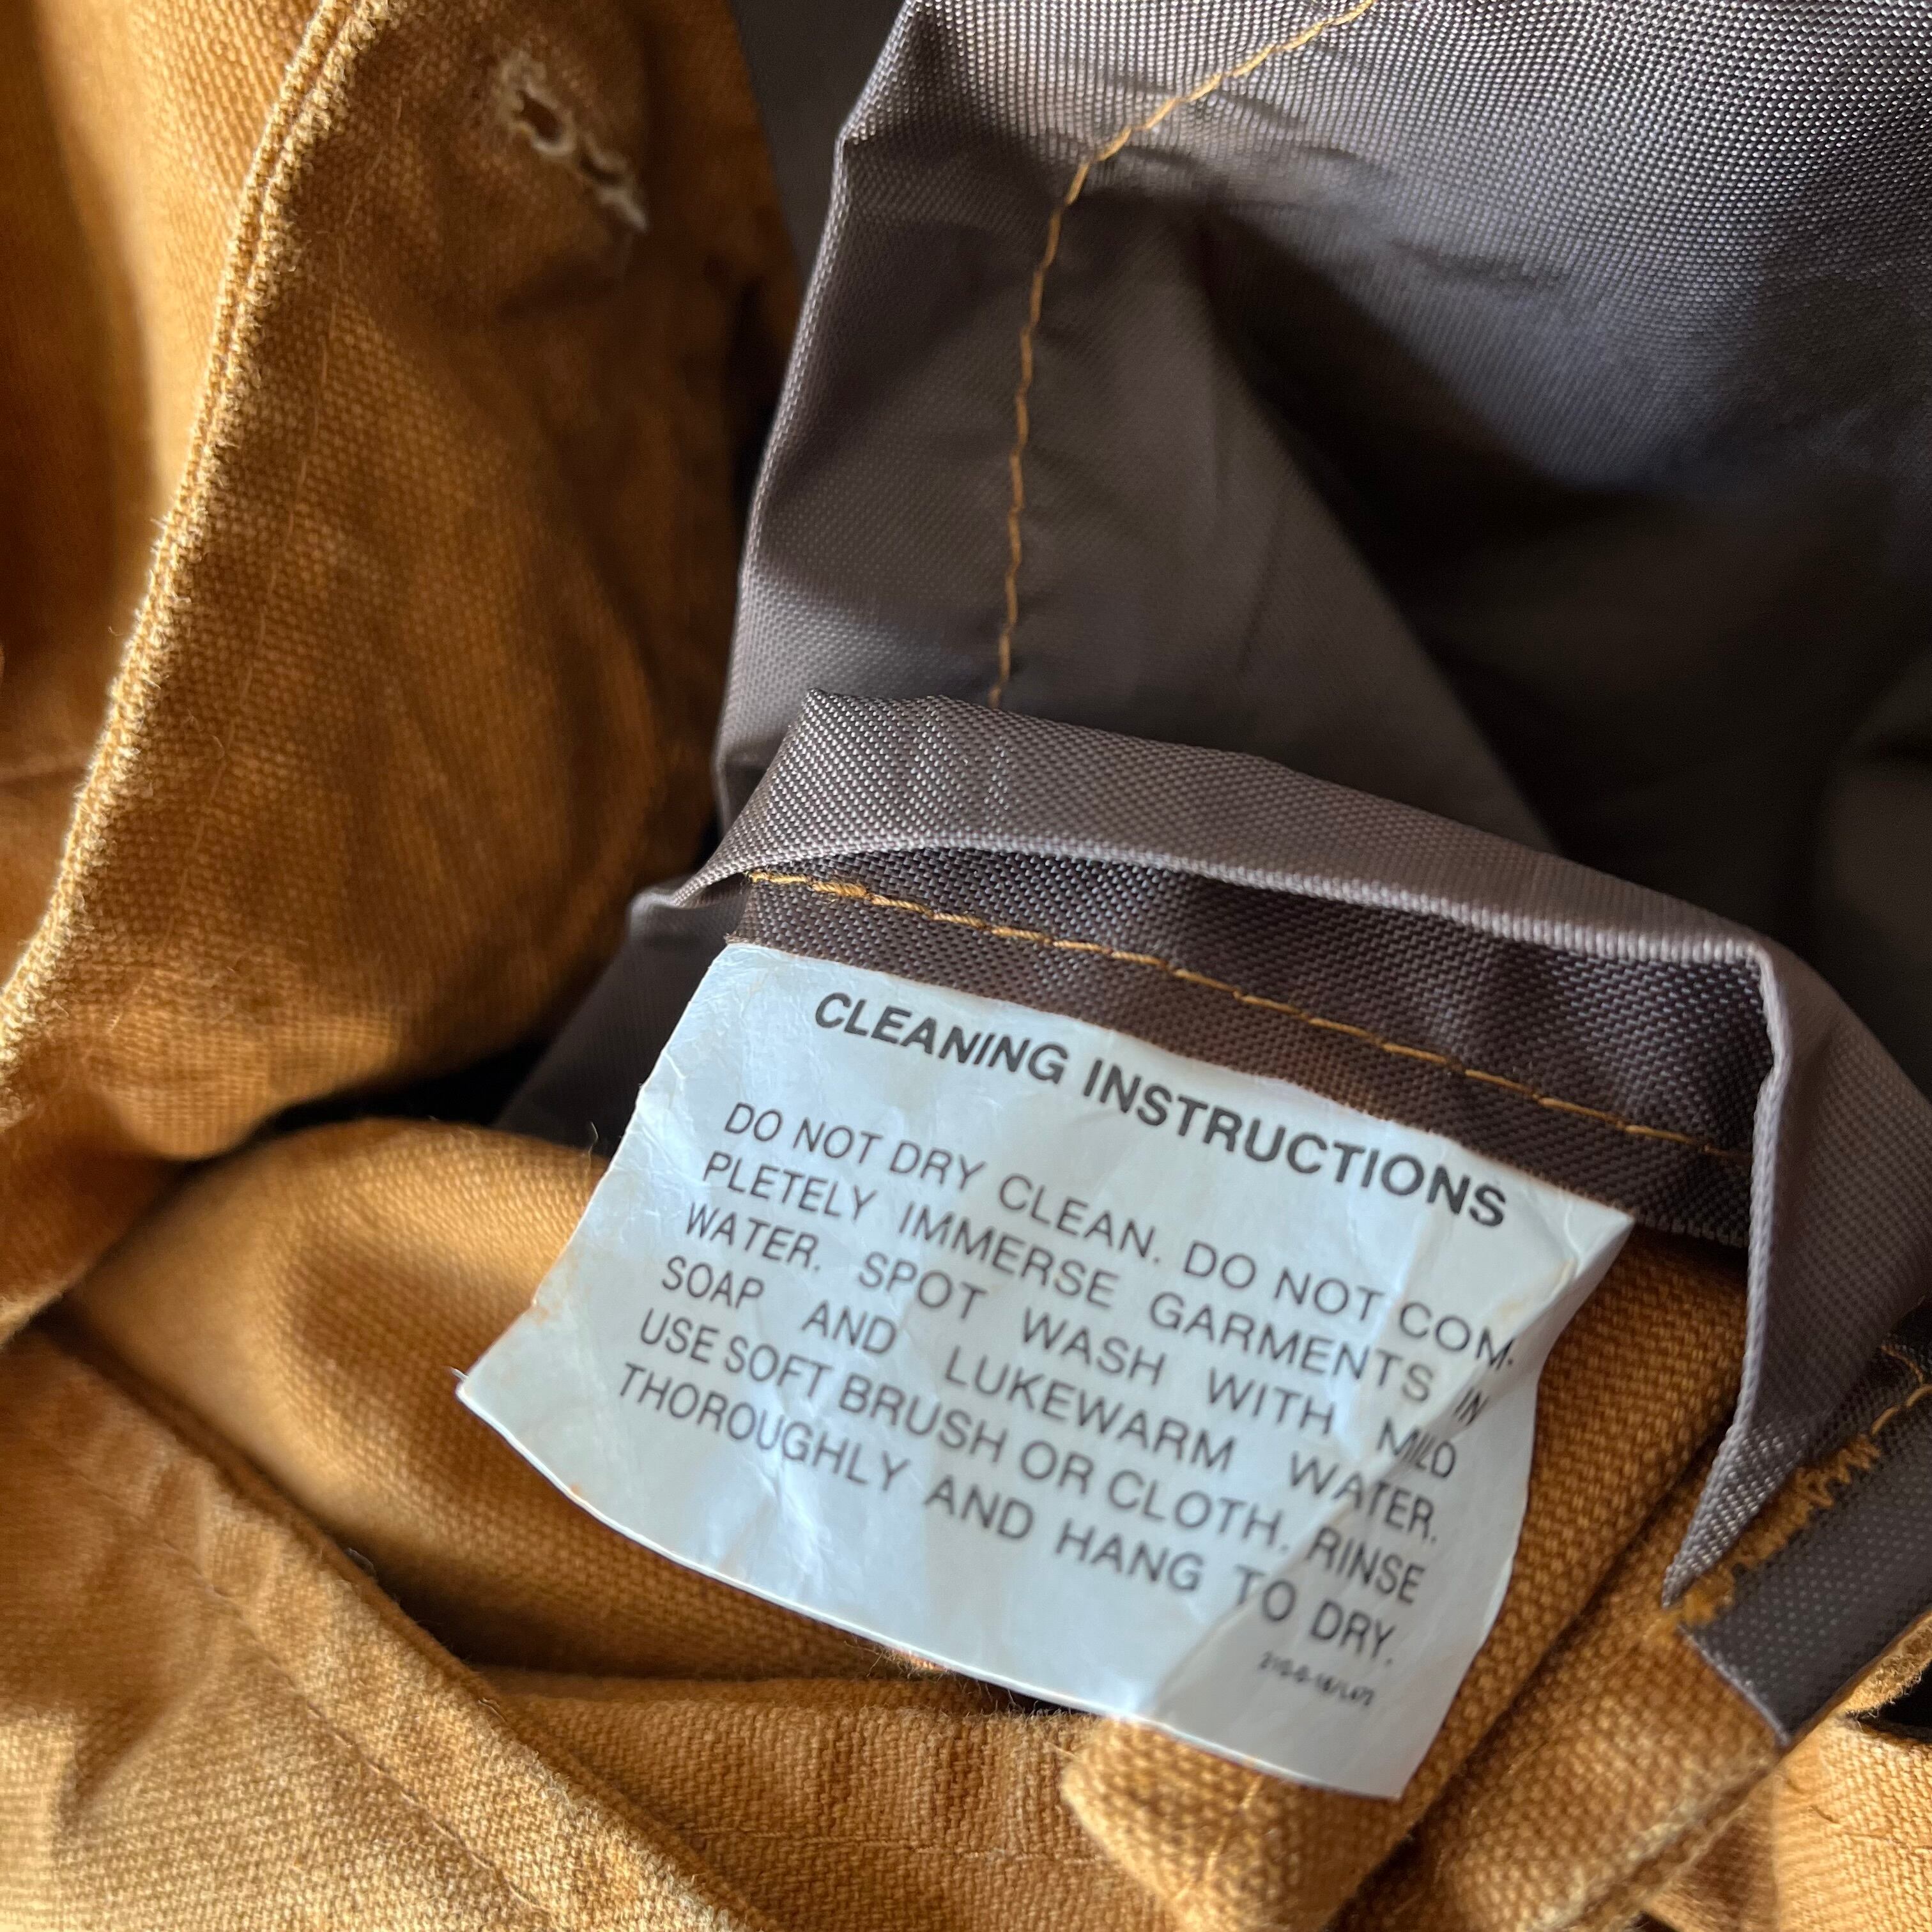 CLEANING INSTRUCTIONS
DO NOT DRY CLEAN. DO NOT COM-
PLETELY IMMERSE GARMENTS IN
WATER. SPOT WASH WITH MILD
SOAP AND LUKEWARM WATER.
USE SOFT BRUSH OR CLOTH. RINSE
THOROUGHLY AND HANG TO DRY.